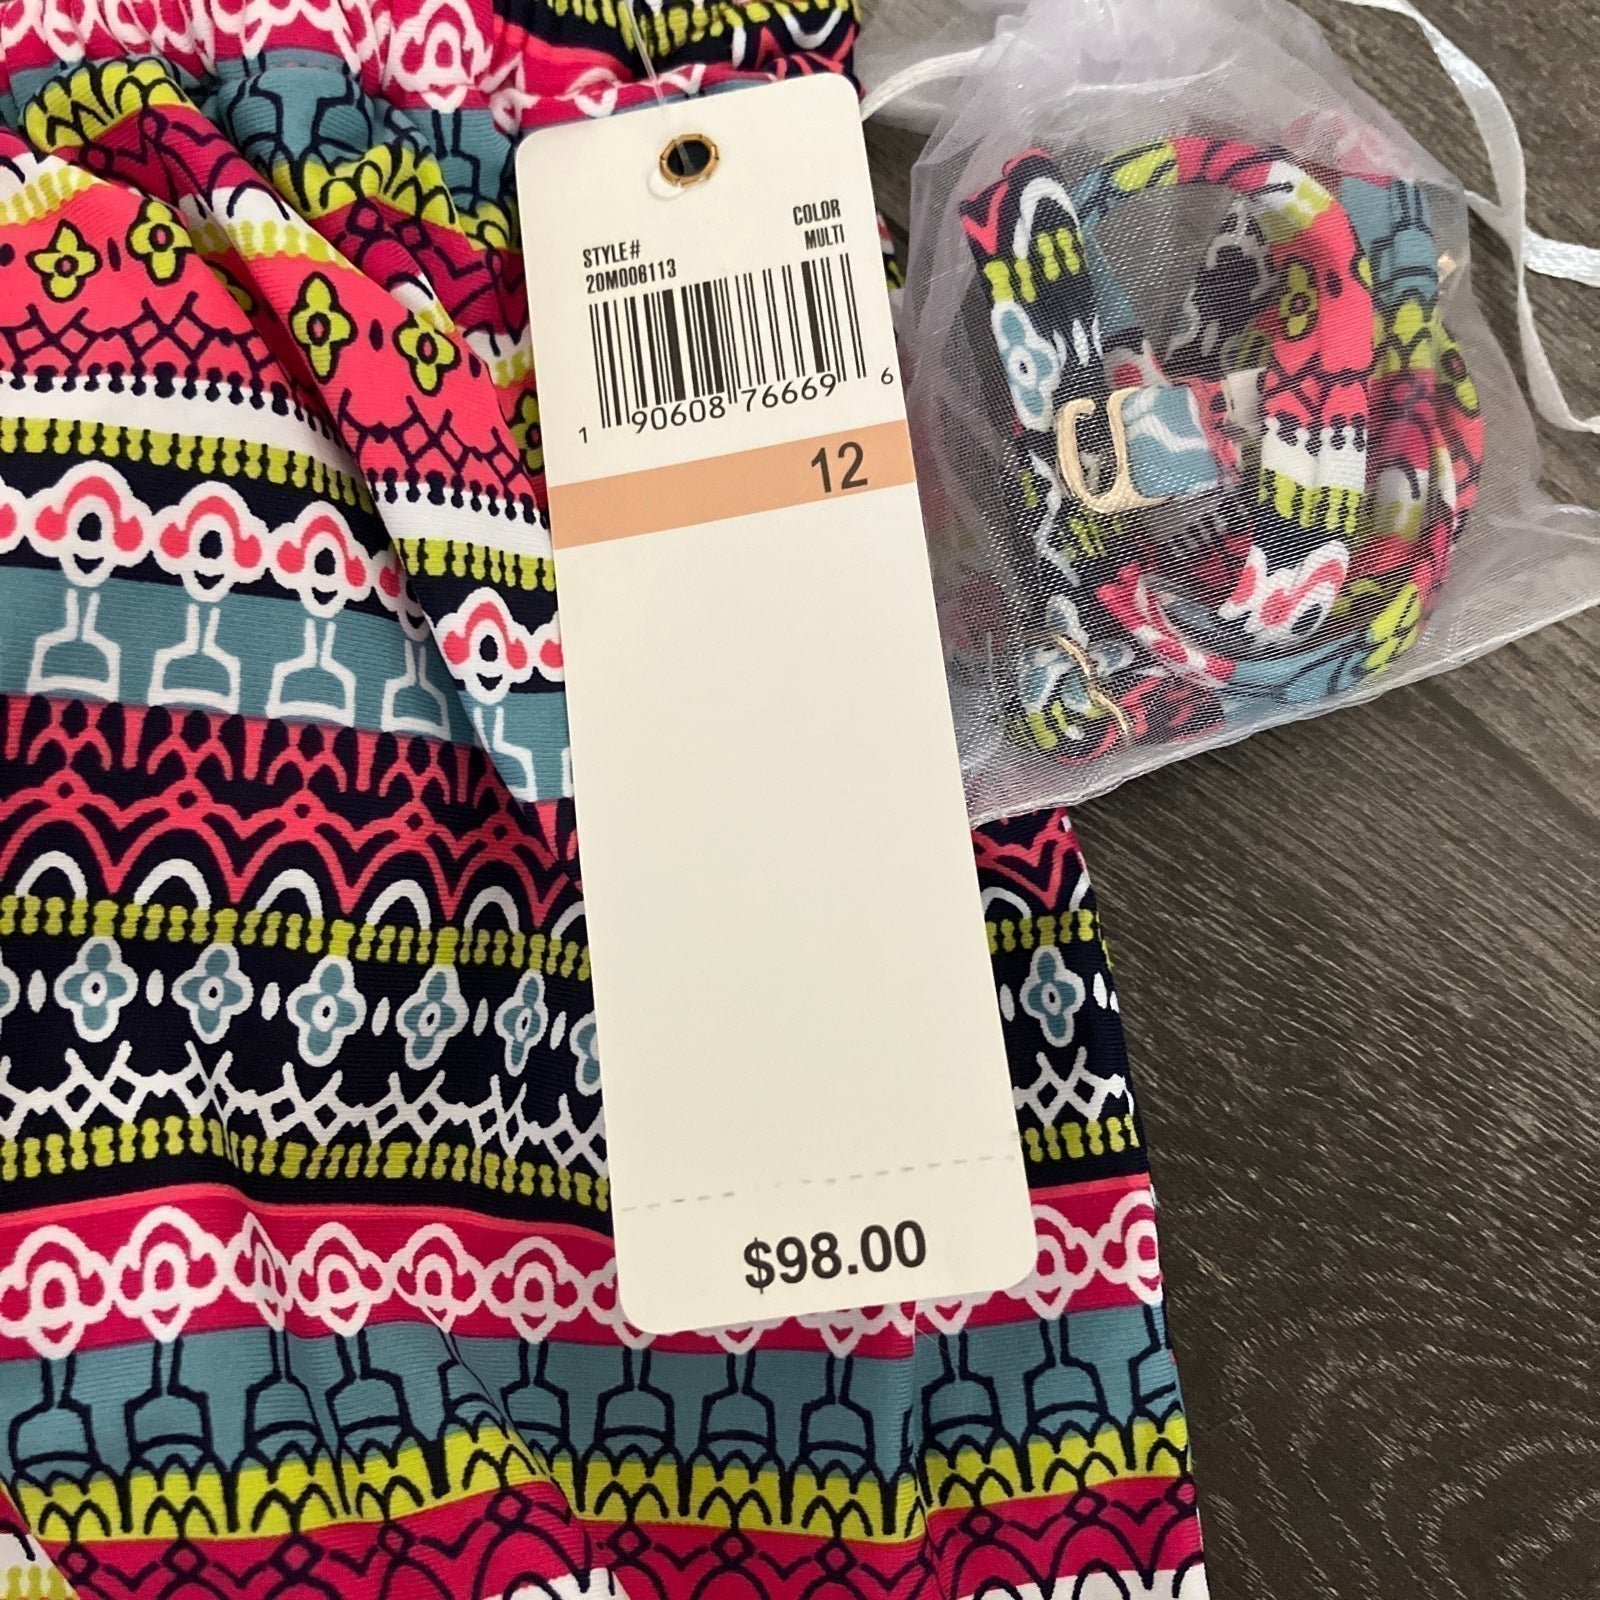 COLOR
MULTI
STYLE#
20M006113
1 90608 76669 6
12
$98.00